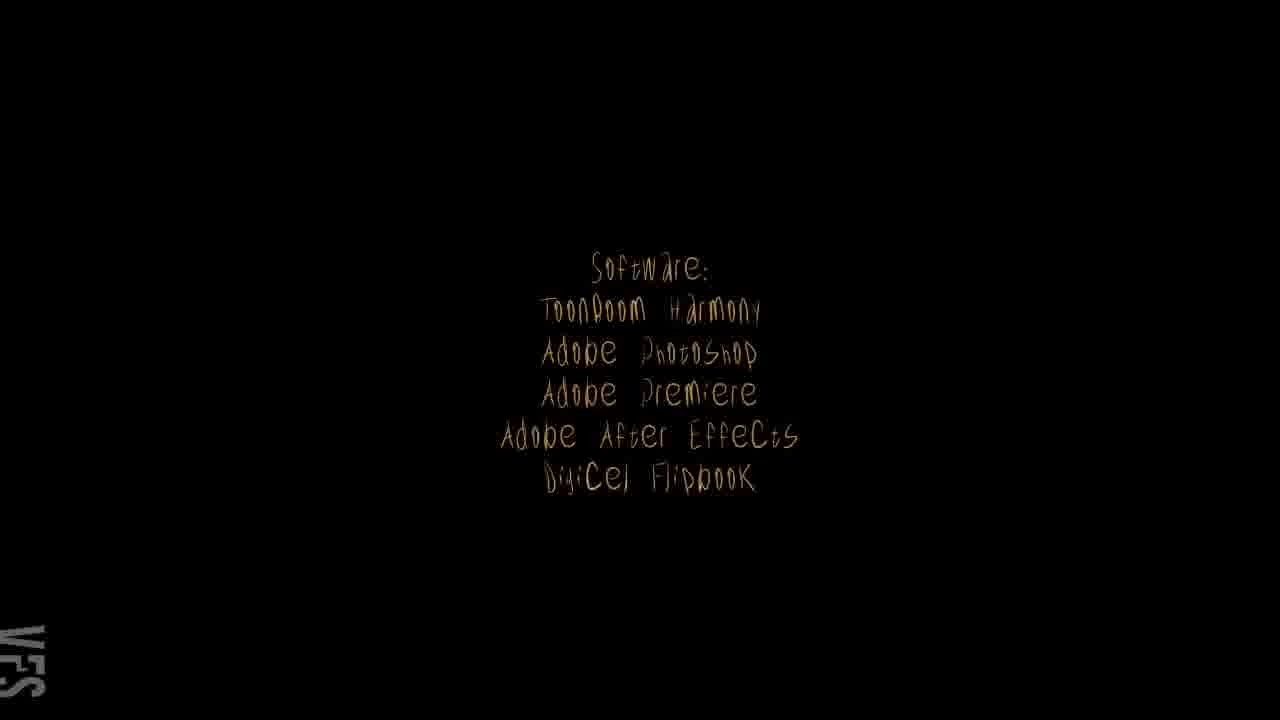 Software:
ToonBoom Harmony
Adobe Photoshop
Adobe Premiere
Adobe After Effects
DigiCel Flipbook
VFS